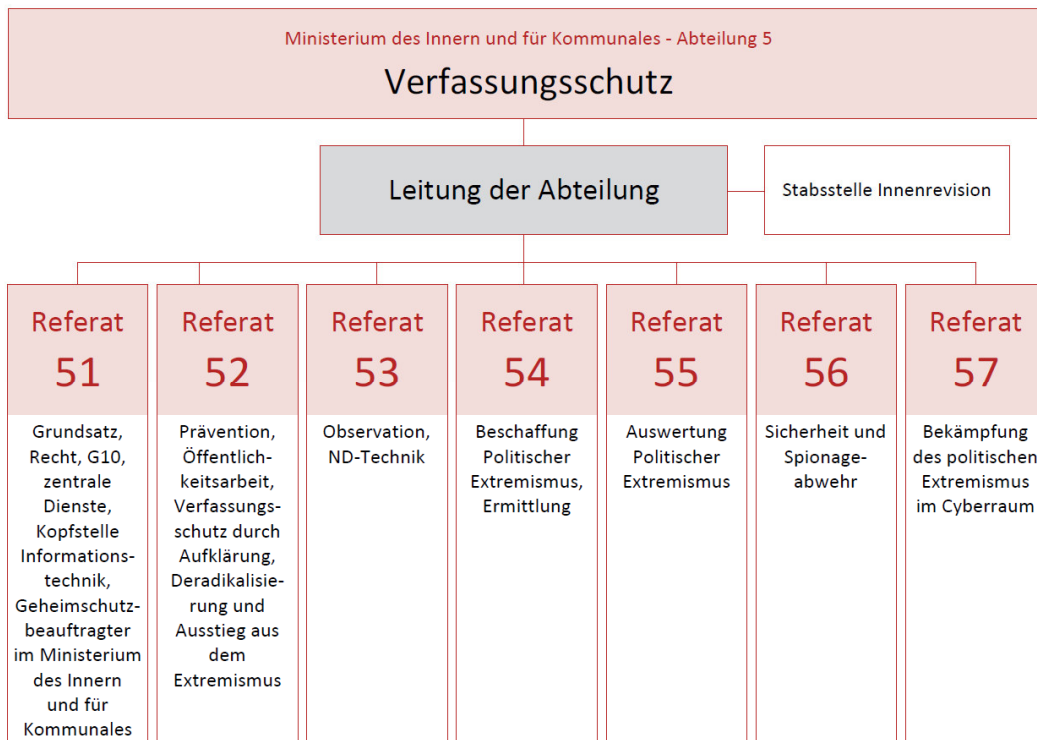 Ministerium des Innern und für Kommunales - Abteilung 5
Verfassungsschutz
Leitung der Abteilung
Stabsstelle Innenrevision
Referat
51
Grundsatz,
Recht, G10,
zentrale
Dienste,
Kopfstelle
Informations-
technik,
Geheimschutz-
beauftragter
im Ministerium
des Innern
und für
Kommunales
Referat
52
Prävention,
Öffentlich-
keitsarbeit,
Verfassungs-
schutz durch
Aufklärung,
Deradikalisie-
rung und
Ausstieg aus
dem
Extremismus
Referat
53
Observation,
ND-Technik
Referat
54
Beschaffung
Politischer
Extremismus,
Ermittlung
Referat
55
Auswertung
Politischer
Extremismus
Referat
56
Sicherheit und
Spionage-
abwehr
Referat
57
Bekämpfung
des politischen
Extremismus
im Cyberraum